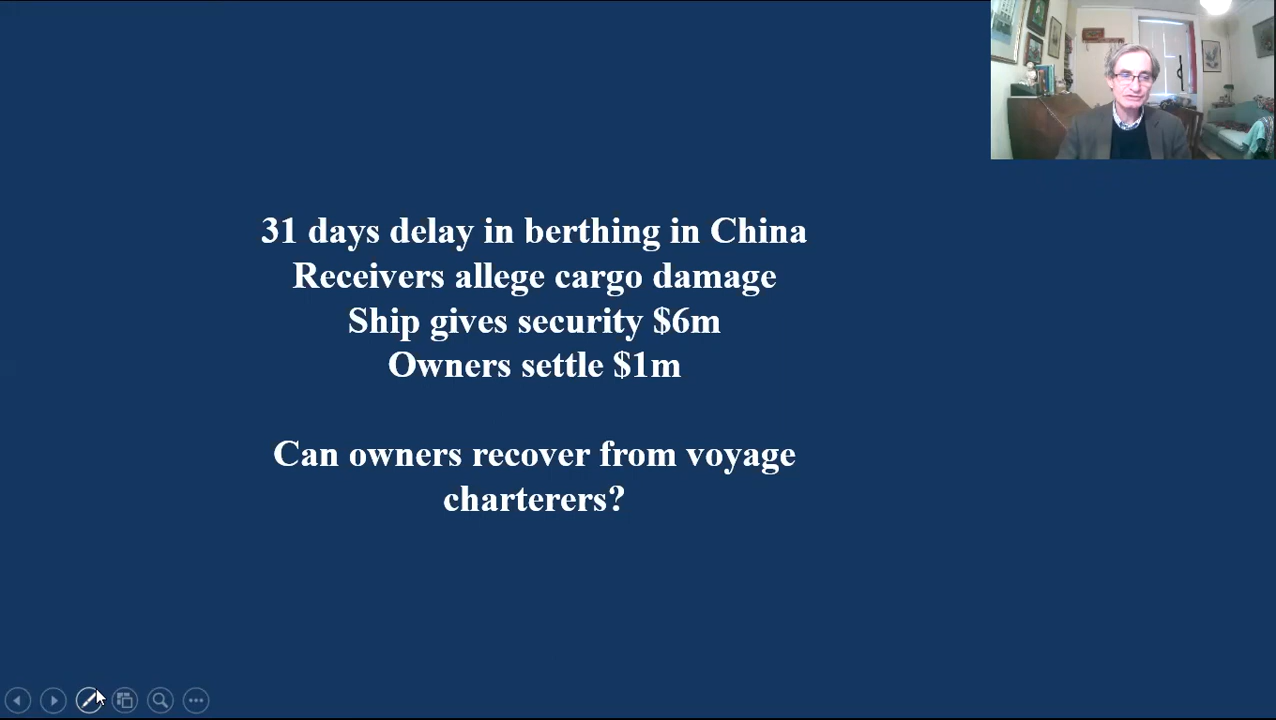 31 days delay in berthing in China
Receivers allege cargo damage
Ship gives security $6m
Owners settle $1m
Can owners recover from voyage
charterers?